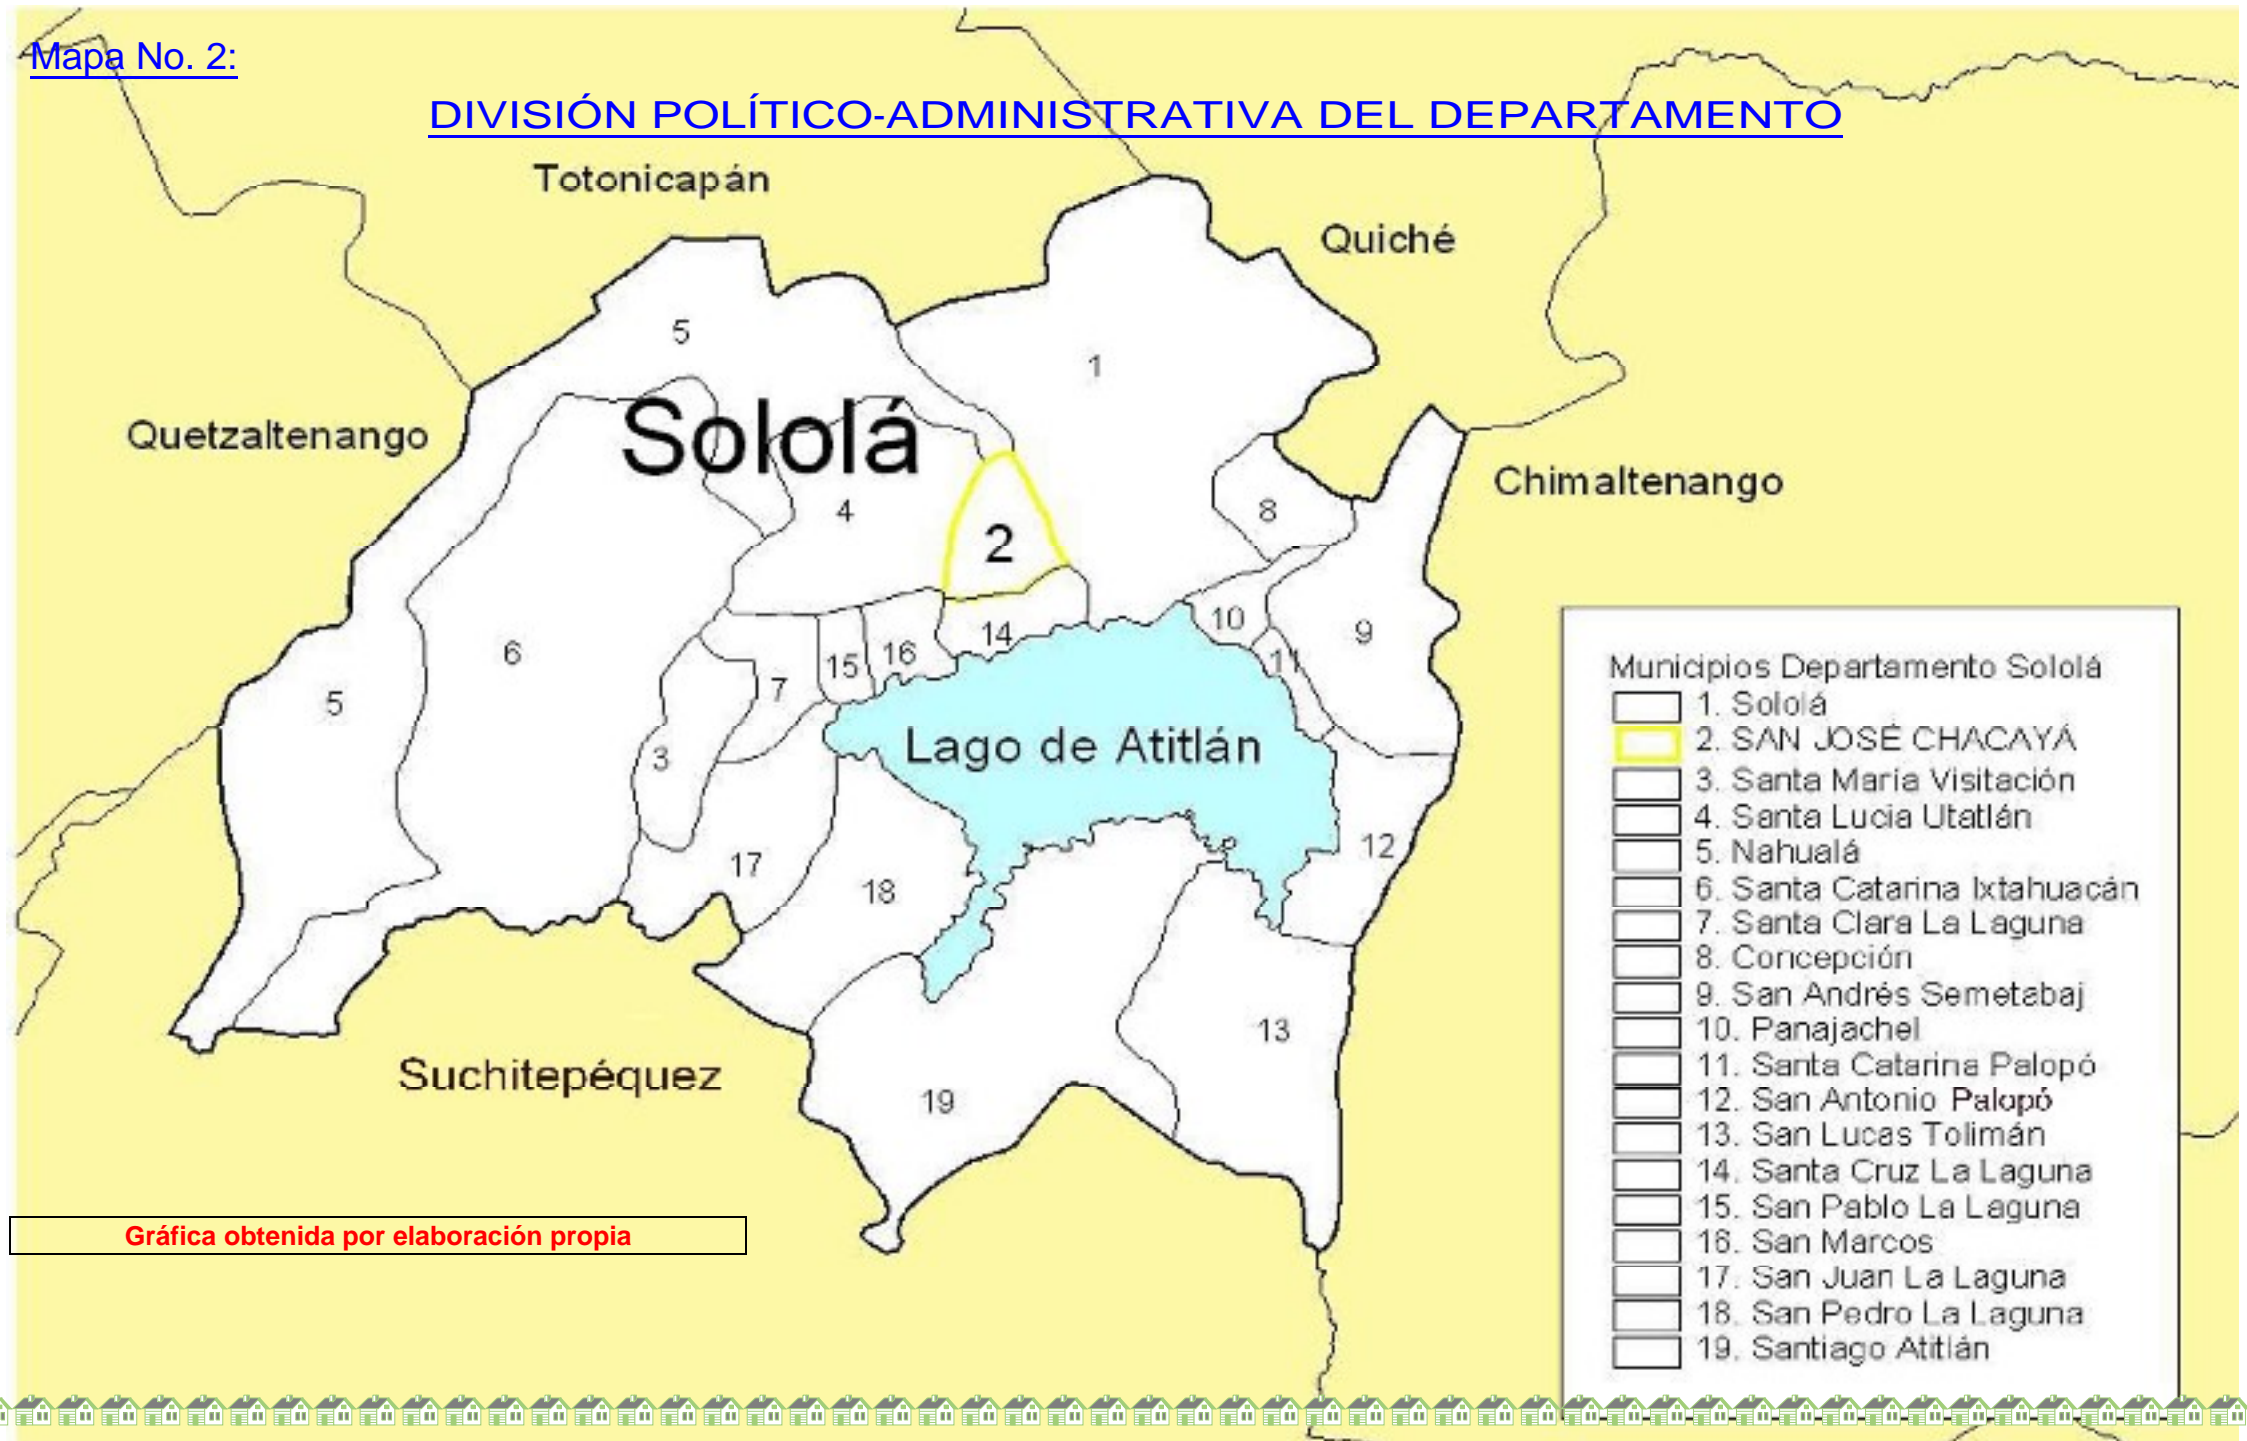 Mapa No. 2:
DIVISIÓN POLÍTICO-ADMINISTRATIVA DEL DEPARTAMENTO
Totonicapán
Quiché
5
1
Sololá
Quetzaltenango
Chimaltenango
4
8
2
10
9
14
6
16
15
11
7
5
3
Lago de Atitlán
12
17
18
13
Suchitepéquez
19
Gráfica obtenida por elaboración propia
Municipios Departamento Sololá
1. Sololá
2. SAN JOSÉ CHACAYÁ
3. Santa María Visitación
4. Santa Lucia Utatlán
5. Nahualá
6. Santa Catarina Ixtahuacán
7. Santa Clara La Laguna
8. Concepción
9. San Andrés Semetabaj
10. Panajachel
11. Santa Catarina Palopó
12. San Antonio Palopó
13. San Lucas Tolimán
14. Santa Cruz La Laguna
15. San Pablo La Laguna
16. San Marcos
17. San Juan La Laguna
18. San Pedro La Laguna
19. Santiago Atitlán